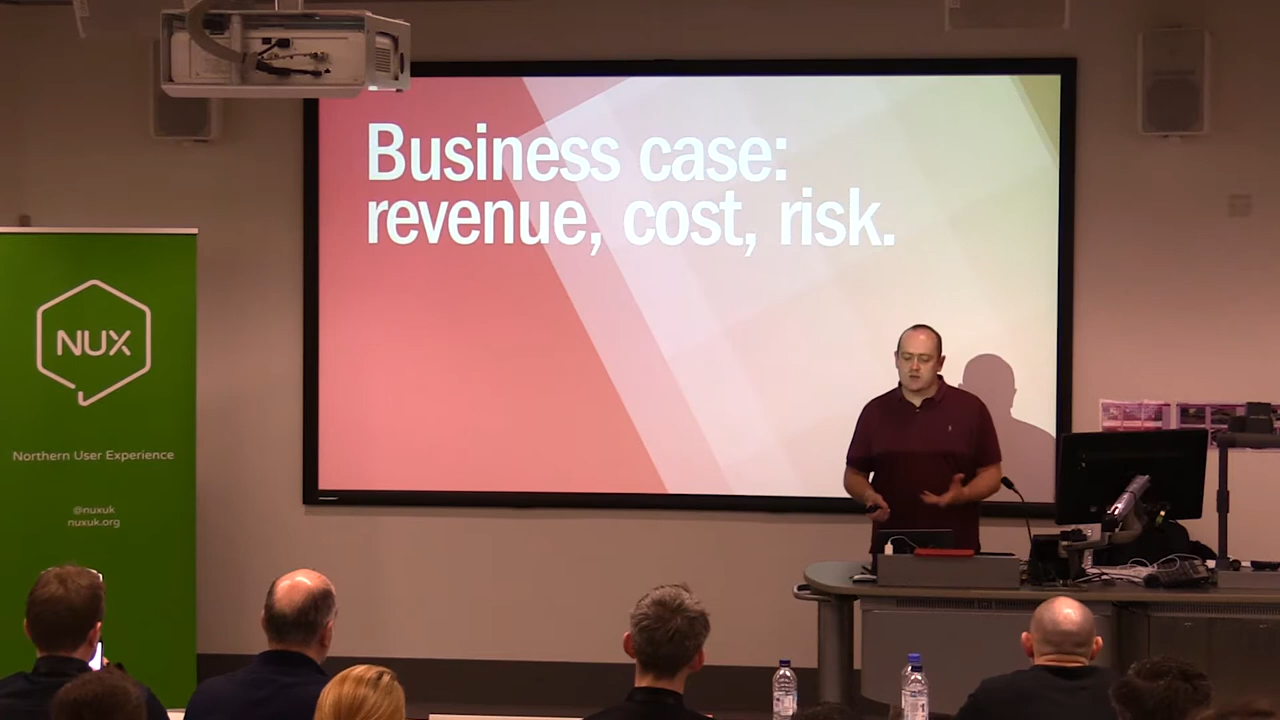 Business case:
revenue, cost, risk.
NUX
Northern User Experience
@nuxuk
nuxuk.org